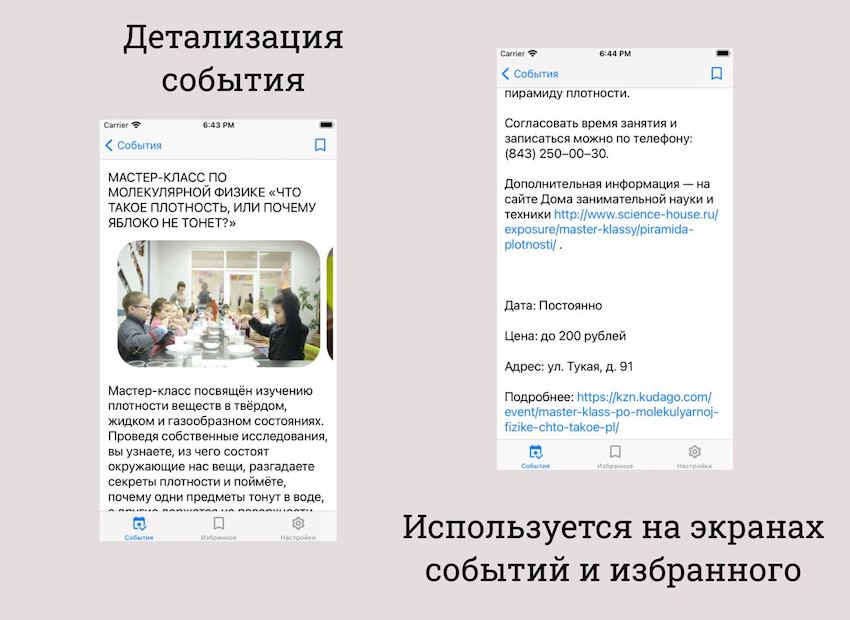 Детализация
события
Carrier
6:43 PM
События
МАСТЕР-КЛАСС ПО
МОЛЕКУЛЯРНОЙ ФИЗИКЕ «ЧТО
ТАКОЕ ПЛОТНОСТЬ, ИЛИ ПОЧЕМУ
ЯБЛОКО НЕ ТОНЕТ?»
Мастер-класс посвящён изучению
плотности веществ в твёрдом,
жидком и газообразном состояниях.
Проведя собственные исследования,
вы узнаете, из чего состоят
окружающие нас вещи, разгадаете
секреты плотности и поймёте,
почему одни предметы тонут в воде,
а другие держатся на поверхности
События
Избранное
Настройки
Carrier
6:44 PM
События
пирамиду плотности.
Согласовать время занятия и
записаться можно по телефону:
(843) 250–00–30.
Дополнительная информация — на
сайте Дома занимательной науки и
техники http://www.science-house.ru/
exposure/master-klassy/piramida-
plotnosti/ .
Дата: Постоянно
Цена: до 200 рублей
Адрес: ул. Тукая, д. 91
Подробнее: https://kzn.kudago.com/
event/master-klass-po-molekulyarnoj-
fizike-chto-takoe-pl/
События
Избранное
Настройки
Используется на экранах
событий и избранного